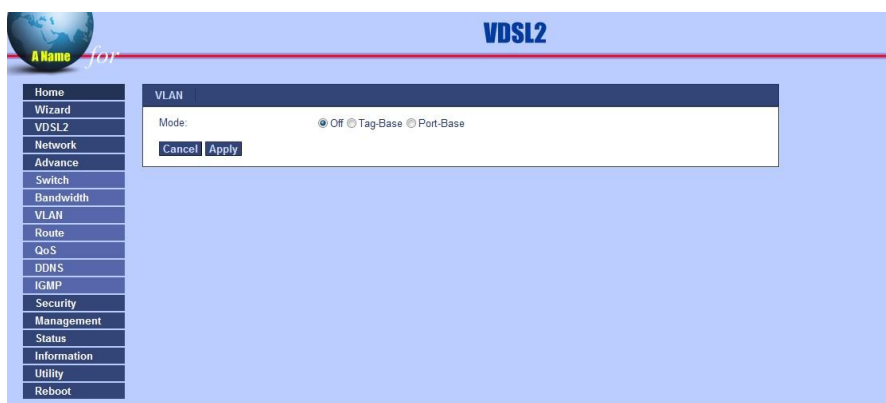 VDSL2
A Name for
Home
Wizard
VDSL2
Network
Advance
Switch
Bandwidth
VLAN
Route
QoS
DDNS
IGMP
Security
Management
Status
Information
Utility
Reboot
VLAN
Mode: Off Tag-Base Port-Base
Cancel Apply